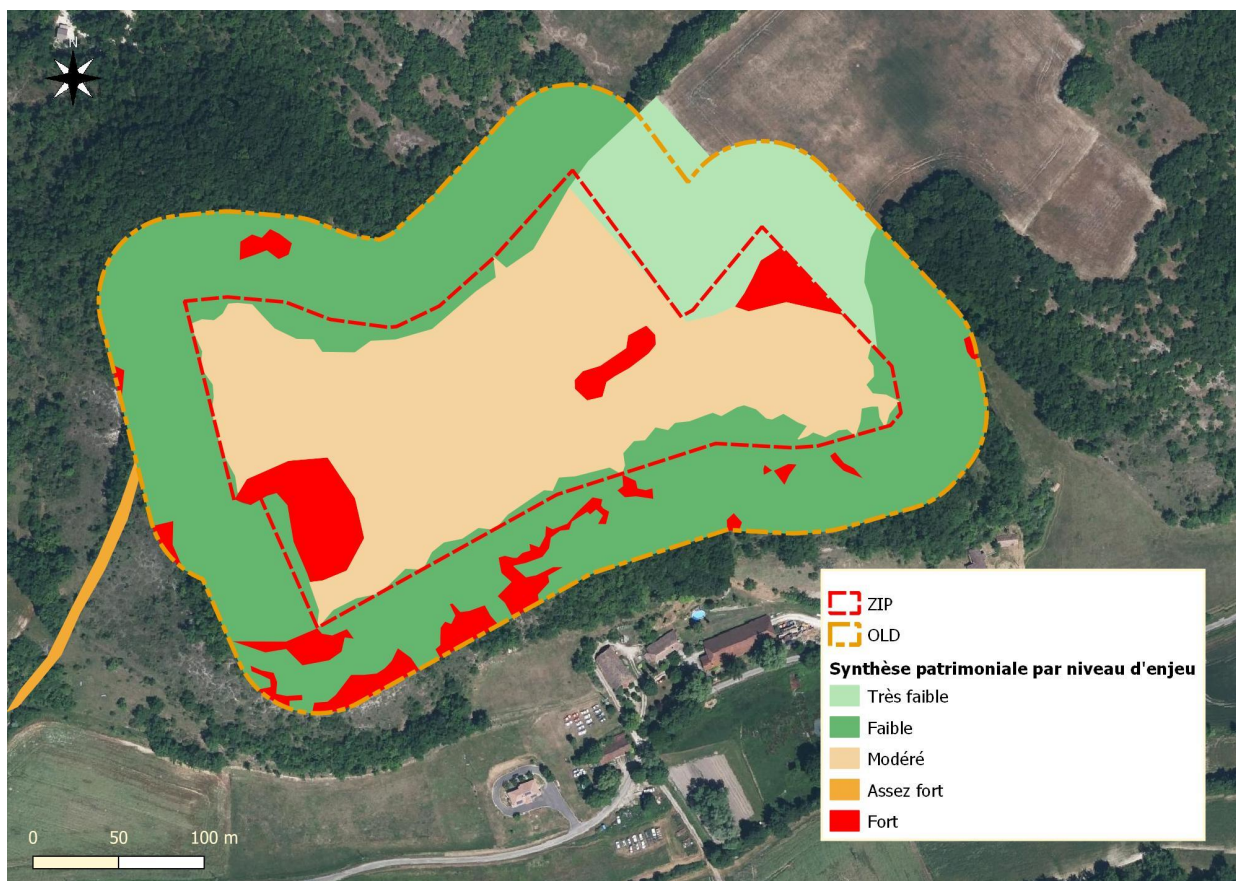 N
ZIP
OLD
Synthèse patrimoniale par niveau d'enjeu
Très faible
Faible
Modéré
Assez fort
Fort
0 50 100 m